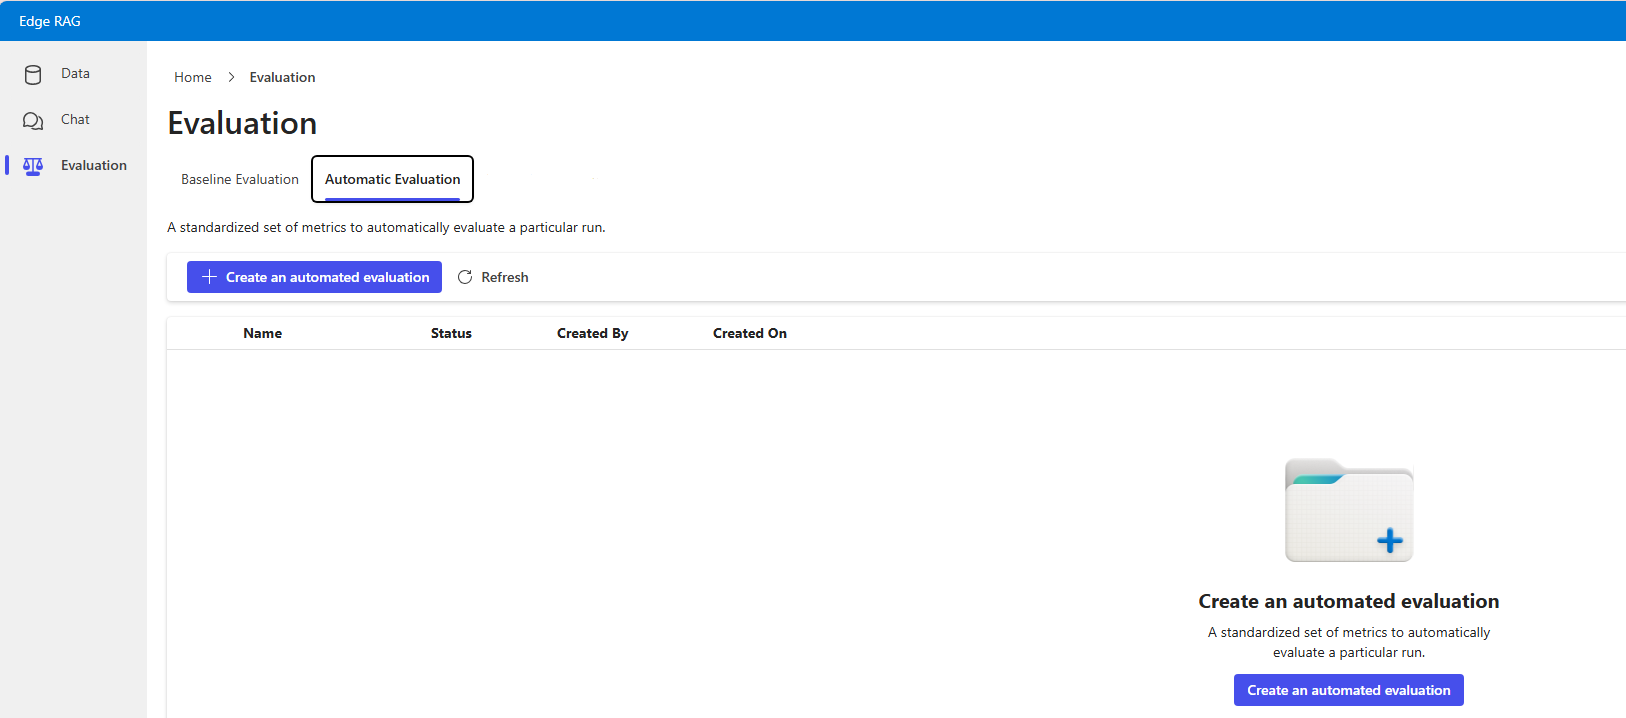 Edge RAG
Data
Chat
Evaluation
Home > Evaluation
Evaluation
Baseline Evaluation Automatic Evaluation
A standardized set of metrics to automatically evaluate a particular run.
Create an automated evaluation Refresh
Name Status Created By Created On
Create an automated evaluation
A standardized set of metrics to automatically
evaluate a particular run.
Create an automated evaluation